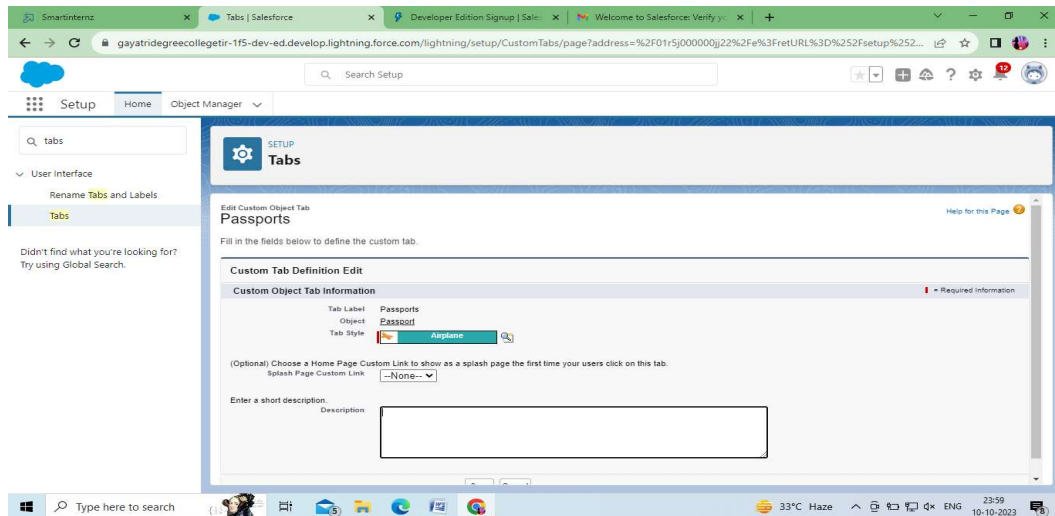 Smartinternz
Tabs | Salesforce
Developer Edition Signup | Sale
Welcome to Salesforce: Verify yo
gayatridegreecollegetir-1f5-dev-ed.develop.lightning.force.com/lightning/setup/CustomTabs/page?address=%2F01r5j000000jj22%2Fe%3FretURL%3D%252Fsetup%252...
Search Setup
12
Setup Home Object Manager
tabs
User Interface
Rename Tabs and Labels
Tabs
Didn't find what you're looking for?
Try using Global Search.
SETUP
Tabs
Edit Custom Object Tab
Passports
Help for this Page
Fill in the fields below to define the custom tab.
Custom Tab Definition Edit
Custom Object Tab Information
= Required Information
Tab Label Passports
Object Passport
Tab Style Airplane
(Optional) Choose a Home Page Custom Link to show as a splash page the first time your users click on this tab.
Splash Page Custom Link --None--
Enter a short description.
Description
Type here to search
5
33°C Haze
ENG
23:59
10-10-2023
8